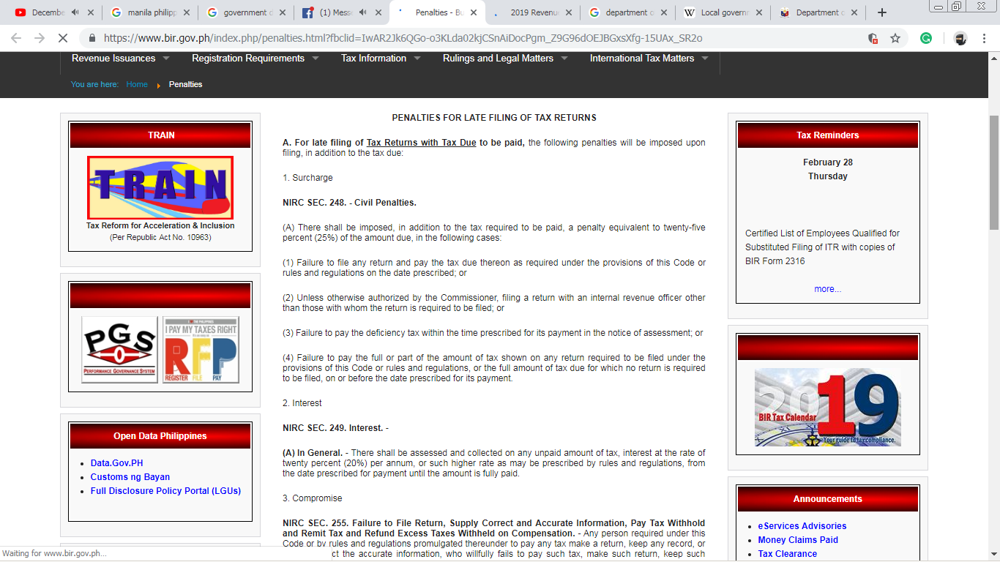 Decembe
manila philipp
government d
(1) Mess
Penalties - Bu
2019 Revenu
department o
Local governm
Department o
https://www.bir.gov.ph/index.php/penalties.html?fbclid=IwAR2Jk6QGo-o3KLda02kjCSnAiDocPgm_Z9G96dOEJBGxsXfg-15UAx_SR2o
Revenue Issuances
Registration Requirements
Tax Information
Rulings and Legal Matters
International Tax Matters
You are here: Home Penalties
TRAIN
TRAIN
Tax Reform for Acceleration & Inclusion
(Per Republic Act No. 10963)
PGS
PERFORMANCE GOVERNANCE SYSTEM
I PAY MY TAXES RIGHT
RFP
REGISTER FILE PAY
Open Data Philippines
Data.Gov.PH
Customs ng Bayan
Full Disclosure Policy Portal (LGUs)
PENALTIES FOR LATE FILING OF TAX RETURNS
A. For late filing of Tax Returns with Tax Due to be paid, the following penalties will be imposed upon
filing, in addition to the tax due:
1. Surcharge
NIRC SEC. 248. - Civil Penalties.
(A) There shall be imposed, in addition to the tax required to be paid, a penalty equivalent to twenty-five
percent (25%) of the amount due, in the following cases:
(1) Failure to file any return and pay the tax due thereon as required under the provisions of this Code or
rules and regulations on the date prescribed; or
(2) Unless otherwise authorized by the Commissioner, filing a return with an internal revenue officer other
than those with whom the return is required to be filed; or
(3) Failure to pay the deficiency tax within the time prescribed for its payment in the notice of assessment; or
(4) Failure to pay the full or part of the amount of tax shown on any return required to be filed under the
provisions of this Code or rules and regulations, or the full amount of tax due for which no return is required
to be filed, on or before the date prescribed for its payment.
2. Interest
NIRC SEC. 249. Interest. -
(A) In General. - There shall be assessed and collected on any unpaid amount of tax, interest at the rate of
twenty percent (20%) per annum, or such higher rate as may be prescribed by rules and regulations, from
the date prescribed for payment until the amount is fully paid.
3. Compromise
NIRC SEC. 255. Failure to File Return, Supply Correct and Accurate Information, Pay Tax Withhold
and Remit Tax and Refund Excess Taxes Withheld on Compensation. - Any person required under this
Code or by rules and regulations promulgated thereunder to pay any tax make a return, keep any record, or
ct the accurate information, who willfully fails to pay such tax, make such return, keep such
Tax Reminders
February 28
Thursday
Certified List of Employees Qualified for
Substituted Filing of ITR with copies of
BIR Form 2316
more...
2019
BIR Tax Calendar
Your guide to tax compliance.
Announcements
eServices Advisories
Money Claims Paid
Tax Clearance
Waiting for www.bir.gov.ph...